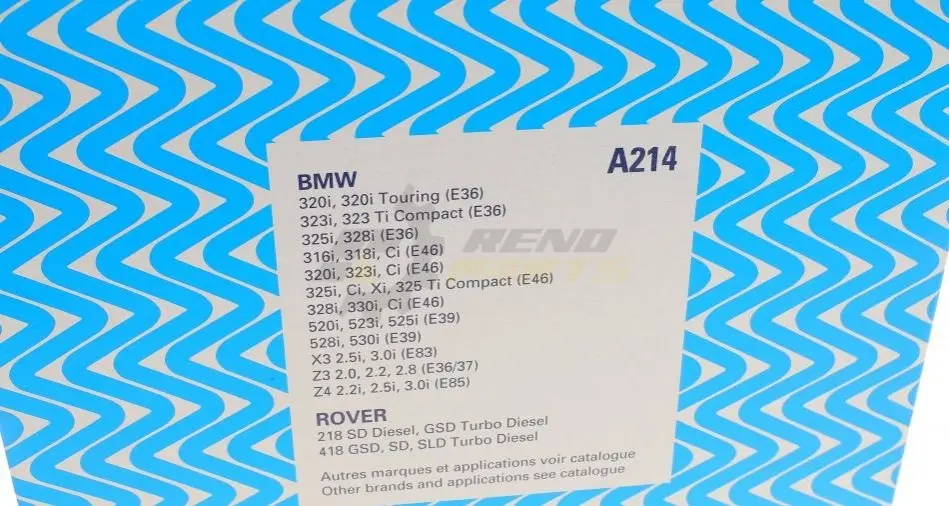 BMW
A214
320i, 320i Touring (E36)
323i, 323 Ti Compact (E36)
325i, 328i (E36)
316i, 318i, Ci (E46)
320i, 323i, Ci (E46)
325i, Ci, Xi, 325 Ti Compact (E46)
328i, 330i, Ci (E46)
520i, 523i, 525i (E39)
528i, 530i (E39)
X3 2.5i, 3.0i (E83)
Z3 2.0, 2.2, 2.8 (E36/37)
Z4 2.2i, 2.5i, 3.0i (E85)
ROVER
218 SD Diesel, GSD Turbo Diesel
418 GSD, SD, SLD Turbo Diesel
Autres marques et applications voir catalogue
Other brands and applications see catalogue
RENO
PARTS